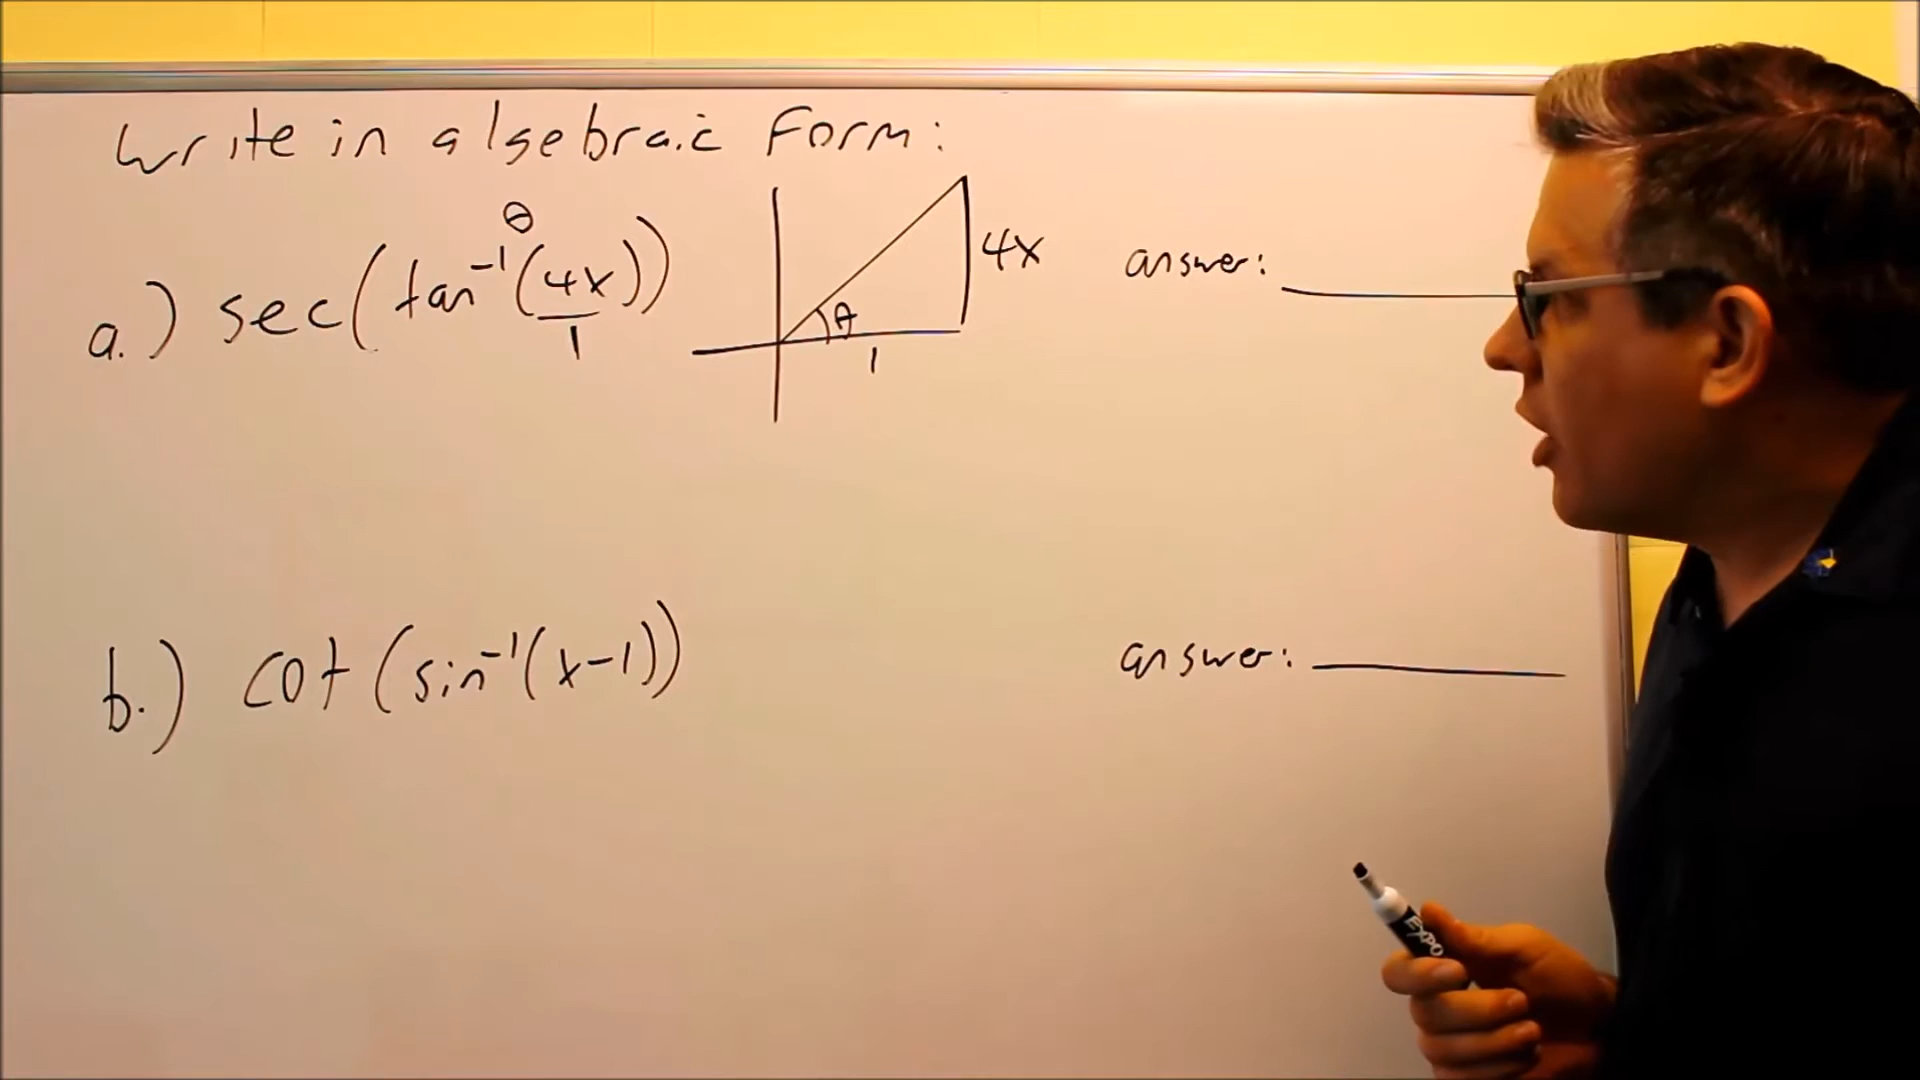 Write in algebraic form:
θ
a.) sec(tan⁻¹(4x/1))
4x
θ
1
answer:
b.) cot(sin⁻¹(x-1))
answer:
EXPO